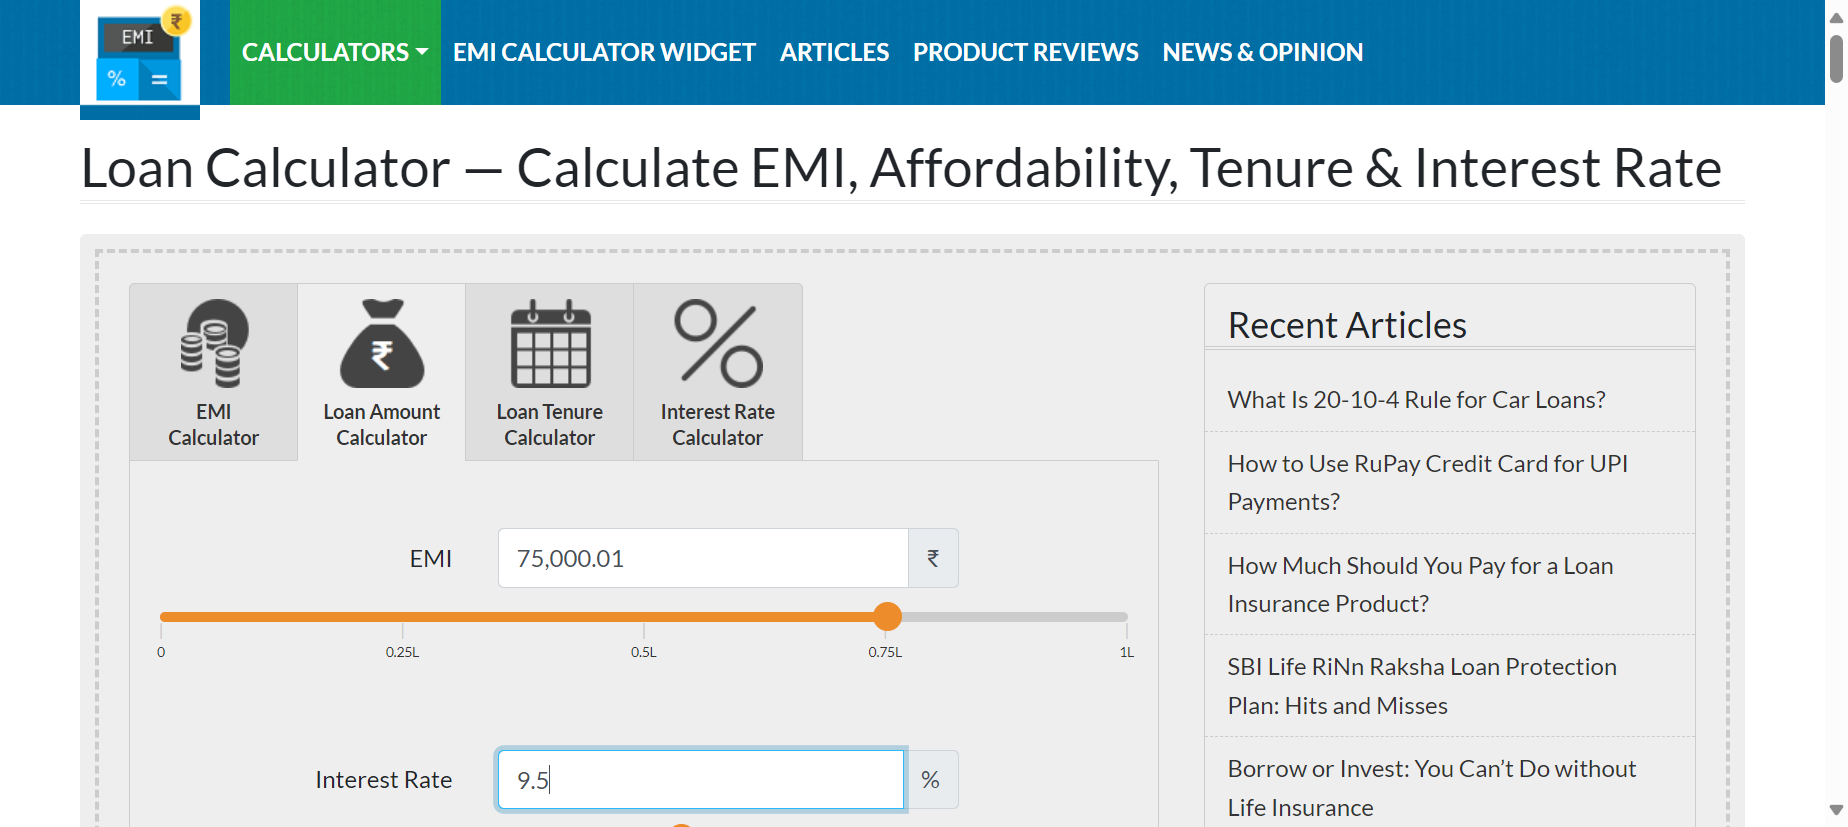 EMI
₹
%
=
CALCULATORS
EMI CALCULATOR WIDGET
ARTICLES
PRODUCT REVIEWS
NEWS & OPINION
Loan Calculator — Calculate EMI, Affordability, Tenure & Interest Rate
EMI
Calculator
₹
Loan Amount
Calculator
Loan Tenure
Calculator
Interest Rate
Calculator
EMI
75,000.01
₹
0
0.25L
0.5L
0.75L
1L
Interest Rate
9.5
%
Recent Articles
What Is 20-10-4 Rule for Car Loans?
How to Use RuPay Credit Card for UPI
Payments?
How Much Should You Pay for a Loan
Insurance Product?
SBI Life RiNn Raksha Loan Protection
Plan: Hits and Misses
Borrow or Invest: You Can’t Do without
Life Insurance